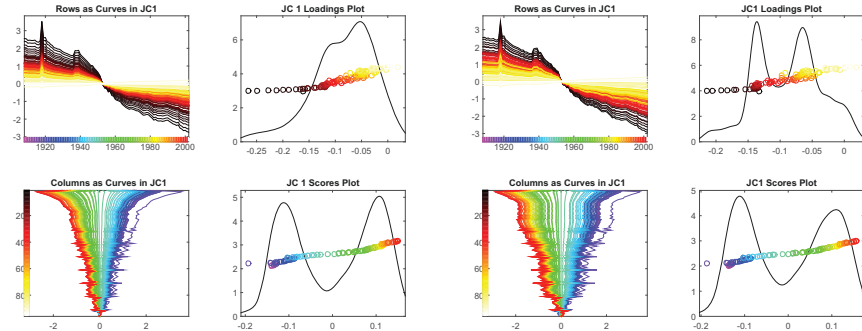 Rows as Curves in JC1
3
2
1
0
-1
-2
-3
1920 1940 1960 1980 2000
JC 1 Loadings Plot
6
4
2
0
-0.25 -0.2 -0.15 -0.1 -0.05 0
Rows as Curves in JC1
3
2
1
0
-1
-2
-3
1920 1940 1960 1980 2000
JC1 Loadings Plot
8
6
4
2
0
-0.2 -0.15 -0.1 -0.05 0
Columns as Curves in JC1
20
40
60
80
-2 0 2
JC 1 Scores Plot
5
4
3
2
1
0
-0.2 -0.1 0 0.1
Columns as Curves in JC1
20
40
60
80
-2 0 2
JC1 Scores Plot
5
4
3
2
1
0
-0.2 -0.1 0 0.1